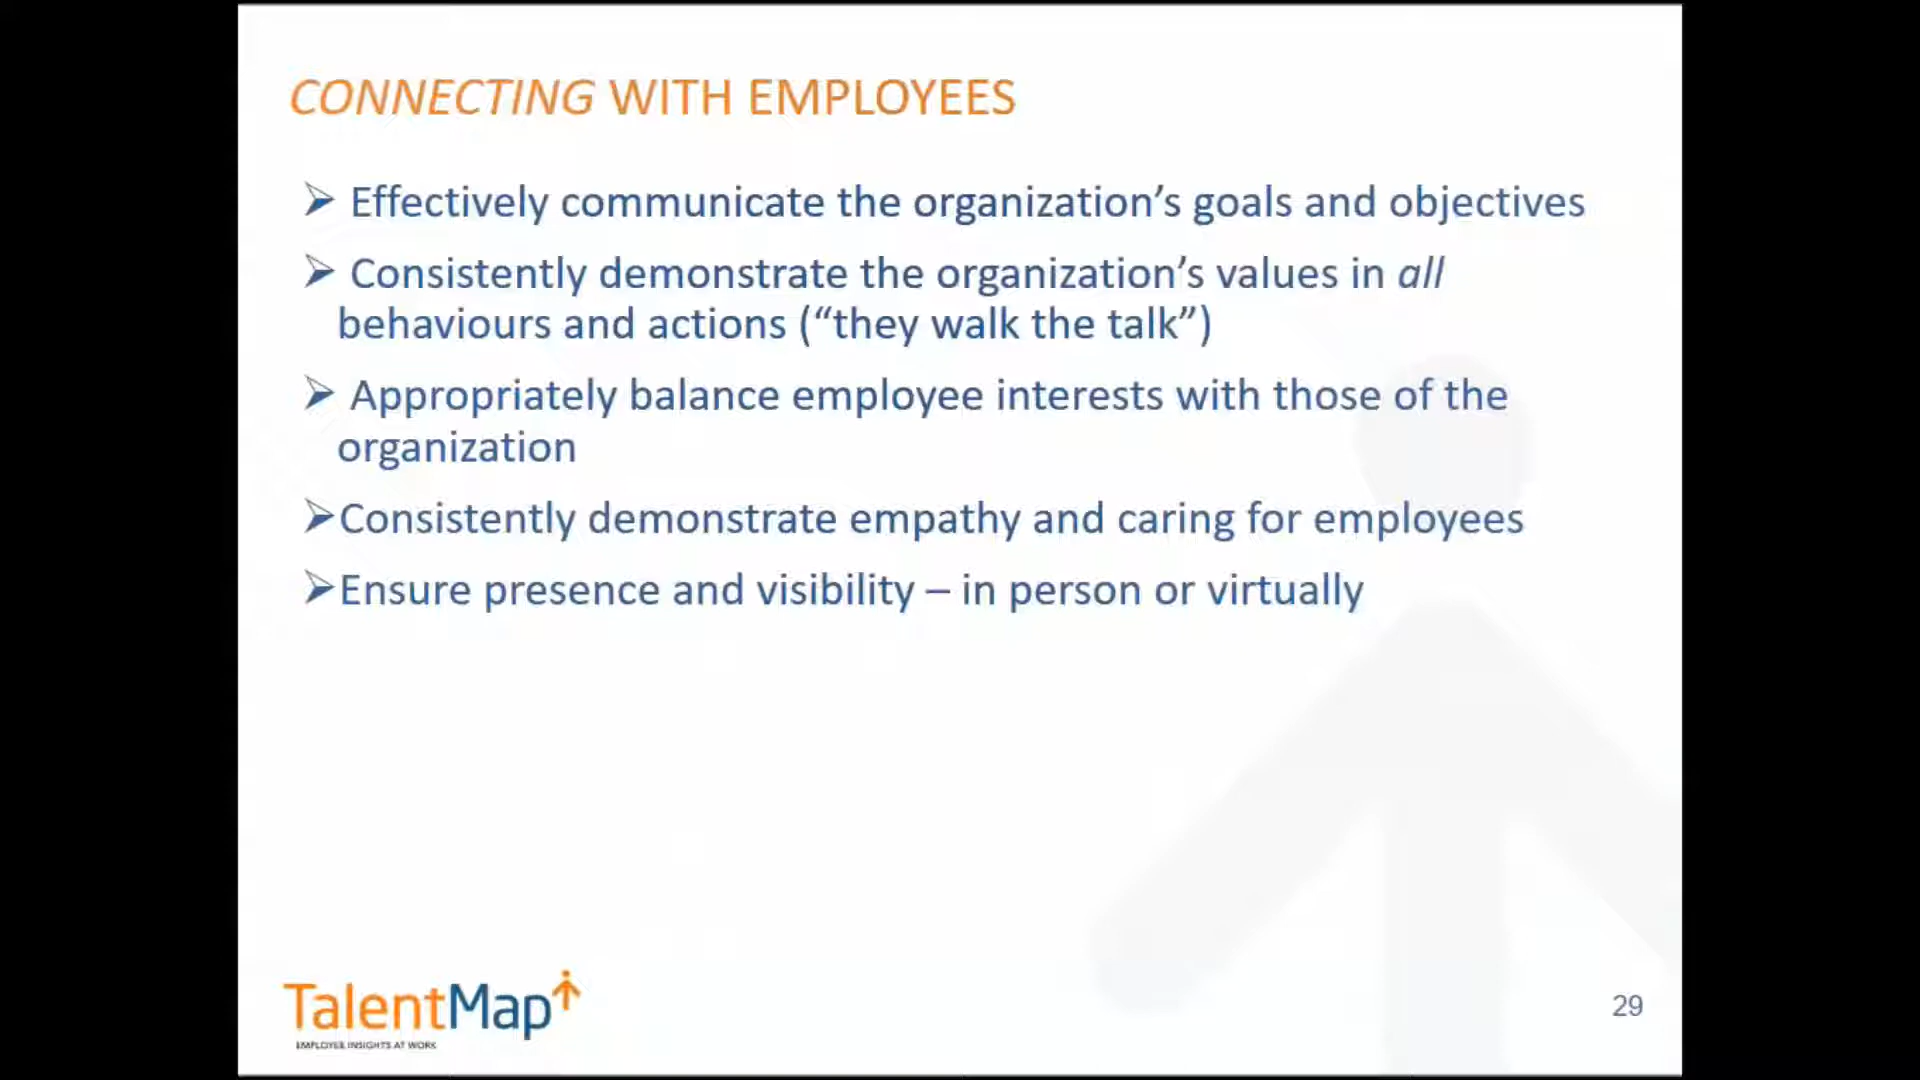 CONNECTING WITH EMPLOYEES
➢ Effectively communicate the organization’s goals and objectives
➢ Consistently demonstrate the organization’s values in all
behaviours and actions (“they walk the talk”)
➢ Appropriately balance employee interests with those of the
organization
➢Consistently demonstrate empathy and caring for employees
➢Ensure presence and visibility – in person or virtually
TalentMap
EMPLOYEE INSIGHTS AT WORK
29